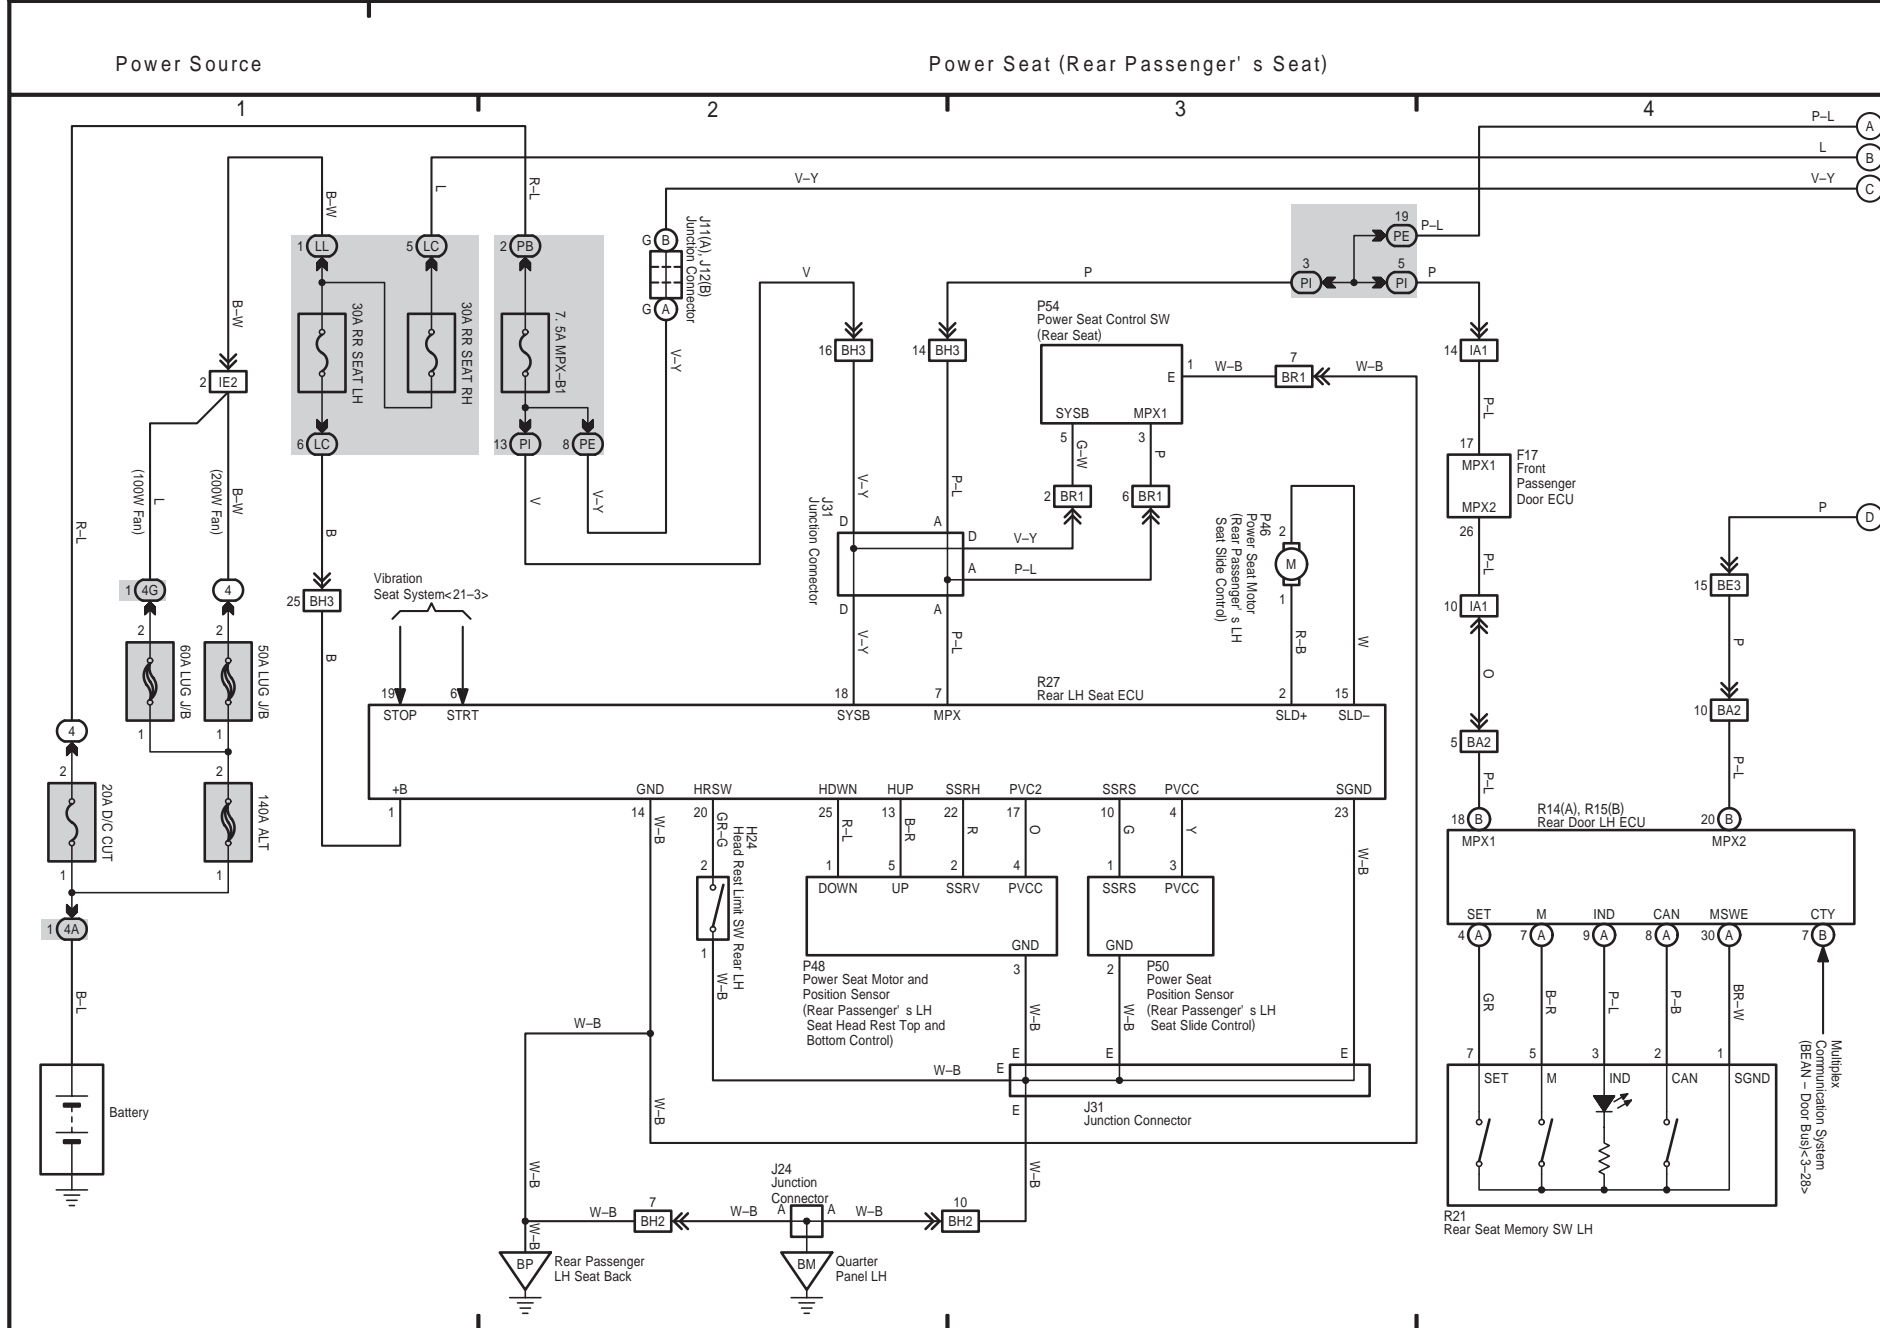 Power Source
Power Seat (Rear Passenger' s Seat)
1
2
3
4
P–L
A
L
B
V–Y
V–Y
C
B–W
L
R–L
1 LL
5 LC
2 PB
30A RR SEAT LH
30A RR SEAT RH
7. 5A MPX–B1
6 LC
13 PI
8 PE
G B
G A
J11(A), J12(B)
Junction Connector
V–Y
V
P
3
PI
19
PE
P–L
5
PI
P
B–W
2 IE2
L
(100W Fan)
B–W
(200W Fan)
R–L
B
V
V–Y
16 BH3
14 BH3
P54
Power Seat Control SW
(Rear Seat)
E
1
W–B
7
BR1
W–B
SYSB
MPX1
5
3
G–W
P
2 BR1
6 BR1
14 IA1
P–L
17
MPX1
MPX2
26
F17
Front
Passenger
Door ECU
P–L
10 IA1
O
5 BA2
P–L
P
D
15 BE3
P
10 BA2
P–L
V–Y
P–L
J31
Junction Connector
D
A
D
V–Y
A
P–L
D
A
V–Y
P–L
2
M
1
P46
Power Seat Motor
(Rear Passenger' s LH
Seat Slide Control)
R–B
W
1 4G
4
2
2
60A LUG J/B
50A LUG J/B
1
1
25 BH3
B
Vibration
Seat System<21–3>
4
2
20A D/C CUT
1
2
140A ALT
1
1 4A
B–L
Battery
R27
Rear LH Seat ECU
19
STOP
6
STRT
18
SYSB
7
MPX
2
SLD+
15
SLD–
+B
GND
HRSW
HDWN
HUP
SSRH
PVC2
SSRS
PVCC
SGND
1
14
20
25
13
22
17
10
4
23
W–B
GR–G
R–L
B–R
R
O
G
Y
W–B
2
1
H24
Head Rest Limit SW Rear LH
W–B
1
5
2
4
DOWN
UP
SSRV
PVCC
GND
3
P48
Power Seat Motor and
Position Sensor
(Rear Passenger' s LH
Seat Head Rest Top and
Bottom Control)
W–B
1
3
SSRS
PVCC
GND
2
P50
Power Seat
Position Sensor
(Rear Passenger' s LH
Seat Slide Control)
W–B
W–B
W–B
E
E
E
E
E
J31
Junction Connector
W–B
W–B
W–B
W–B
W–B
7
BH2
W–B
J24
Junction
Connector
A
A
W–B
10
BH2
BP
Rear Passenger
LH Seat Back
BM
Quarter
Panel LH
R14(A), R15(B)
Rear Door LH ECU
18 B
20 B
MPX1
MPX2
SET
M
IND
CAN
MSWE
CTY
4 A
7 A
9 A
8 A
30 A
7 B
GR
B–R
P–L
P–B
BR–W
Multiplex
Communication System
(BEAN – Door Bus)<3–28>
7
5
3
2
1
SET
M
IND
CAN
SGND
R21
Rear Seat Memory SW LH